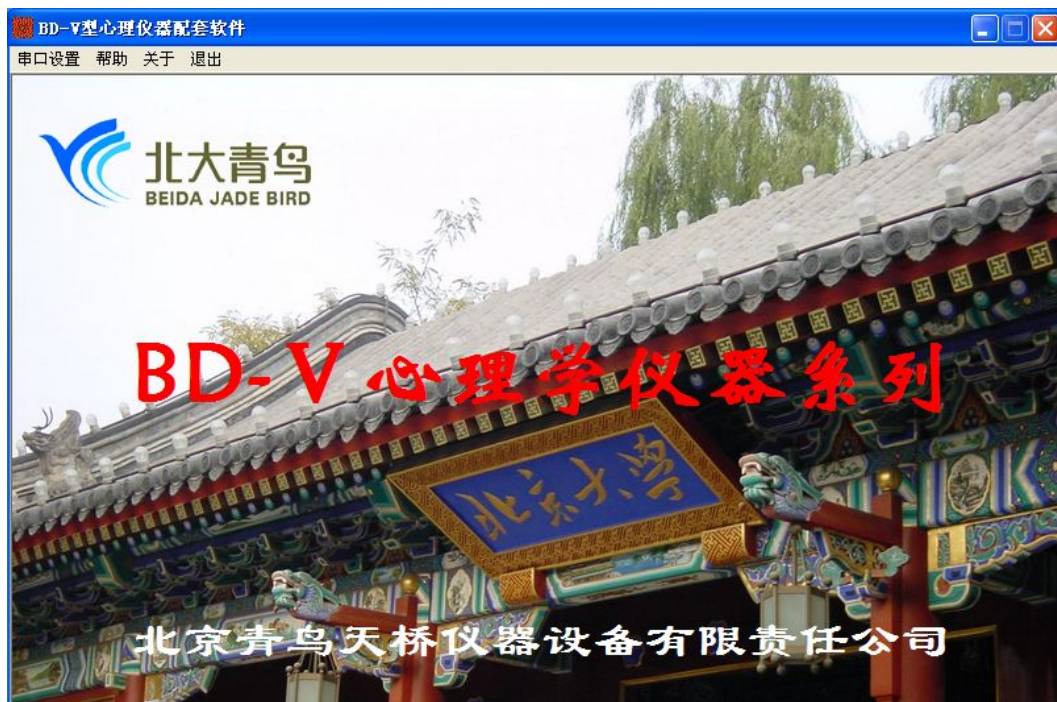 BD-V型心理仪器配套软件
串口设置 帮助 关于 退出
北大青鸟
BEIDA JADE BIRD
BD-V 心理学仪器系列
北京大学
北京青鸟天桥仪器设备有限责任公司